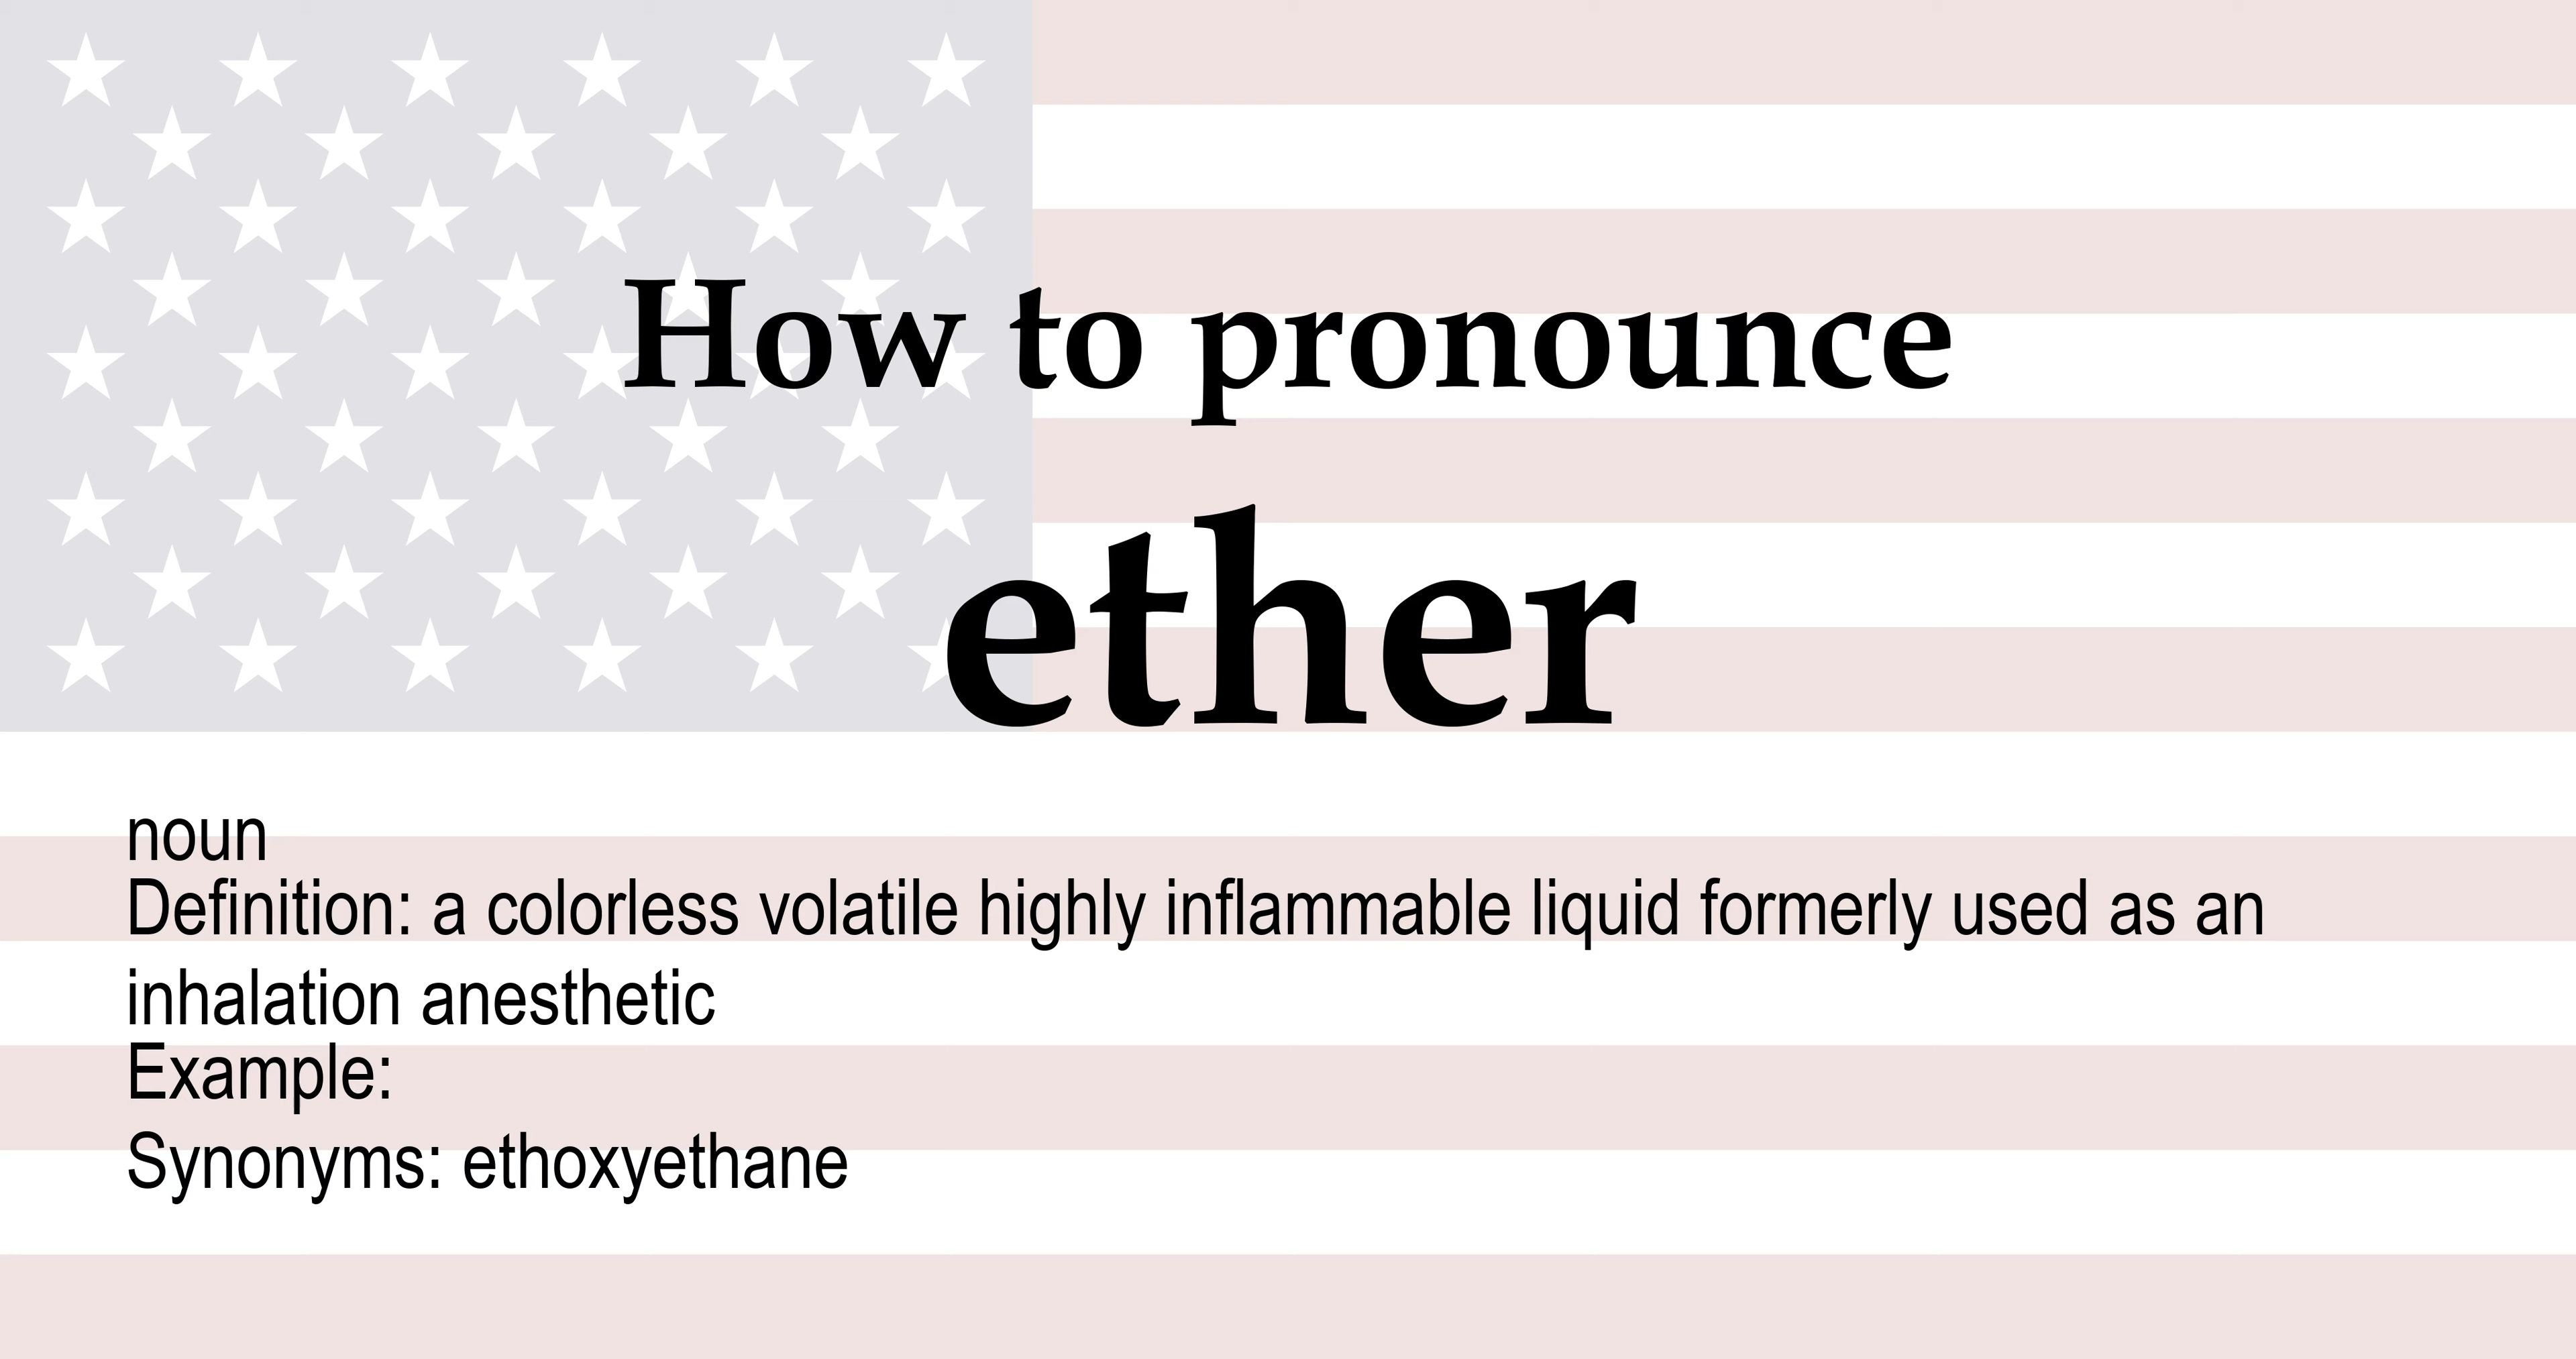 How to pronounce
ether
noun
Definition: a colorless volatile highly inflammable liquid formerly used as an
inhalation anesthetic
Example:
Synonyms: ethoxyethane